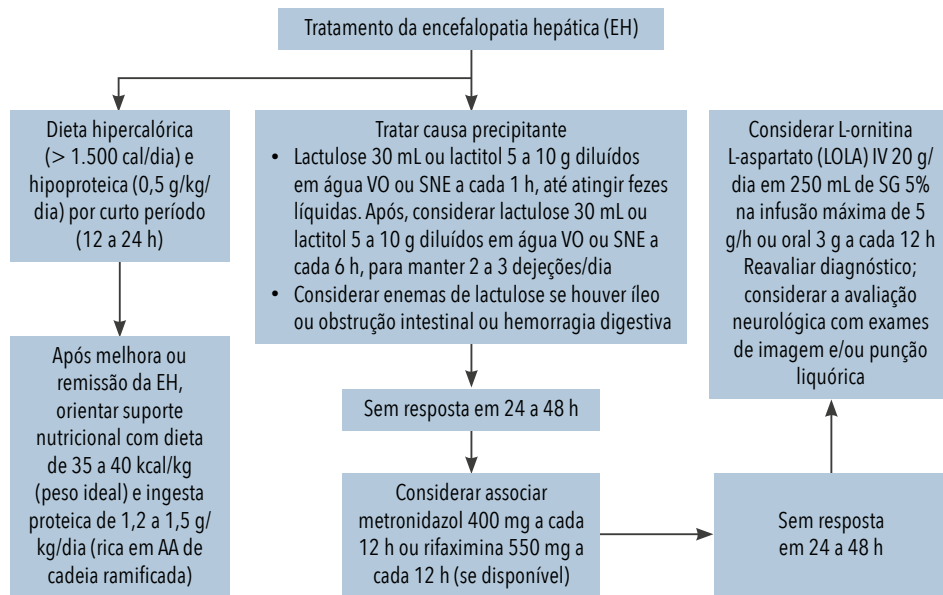 Tratamento da encefalopatia hepática (EH)
Dieta hipercalórica
(> 1.500 cal/dia) e
hipoproteica (0,5 g/kg/
dia) por curto período
(12 a 24 h)
Após melhora ou
remissão da EH,
orientar suporte
nutricional com dieta
de 35 a 40 kcal/kg
(peso ideal) e ingesta
proteica de 1,2 a 1,5 g/
kg/dia (rica em AA de
cadeia ramificada)
Tratar causa precipitante
• Lactulose 30 mL ou lactitol 5 a 10 g diluídos
em água VO ou SNE a cada 1 h, até atingir fezes
líquidas. Após, considerar lactulose 30 mL ou
lactitol 5 a 10 g diluídos em água VO ou SNE a
cada 6 h, para manter 2 a 3 dejeções/dia
• Considerar enemas de lactulose se houver íleo
ou obstrução intestinal ou hemorragia digestiva
Sem resposta em 24 a 48 h
Considerar associar
metronidazol 400 mg a cada
12 h ou rifaximina 550 mg a
cada 12 h (se disponível)
Sem resposta
em 24 a 48 h
Considerar L-ornitina
L-aspartato (LOLA) IV 20 g/
dia em 250 mL de SG 5%
na infusão máxima de 5
g/h ou oral 3 g a cada 12 h
Reavaliar diagnóstico;
considerar a avaliação
neurológica com exames
de imagem e/ou punção
liquórica